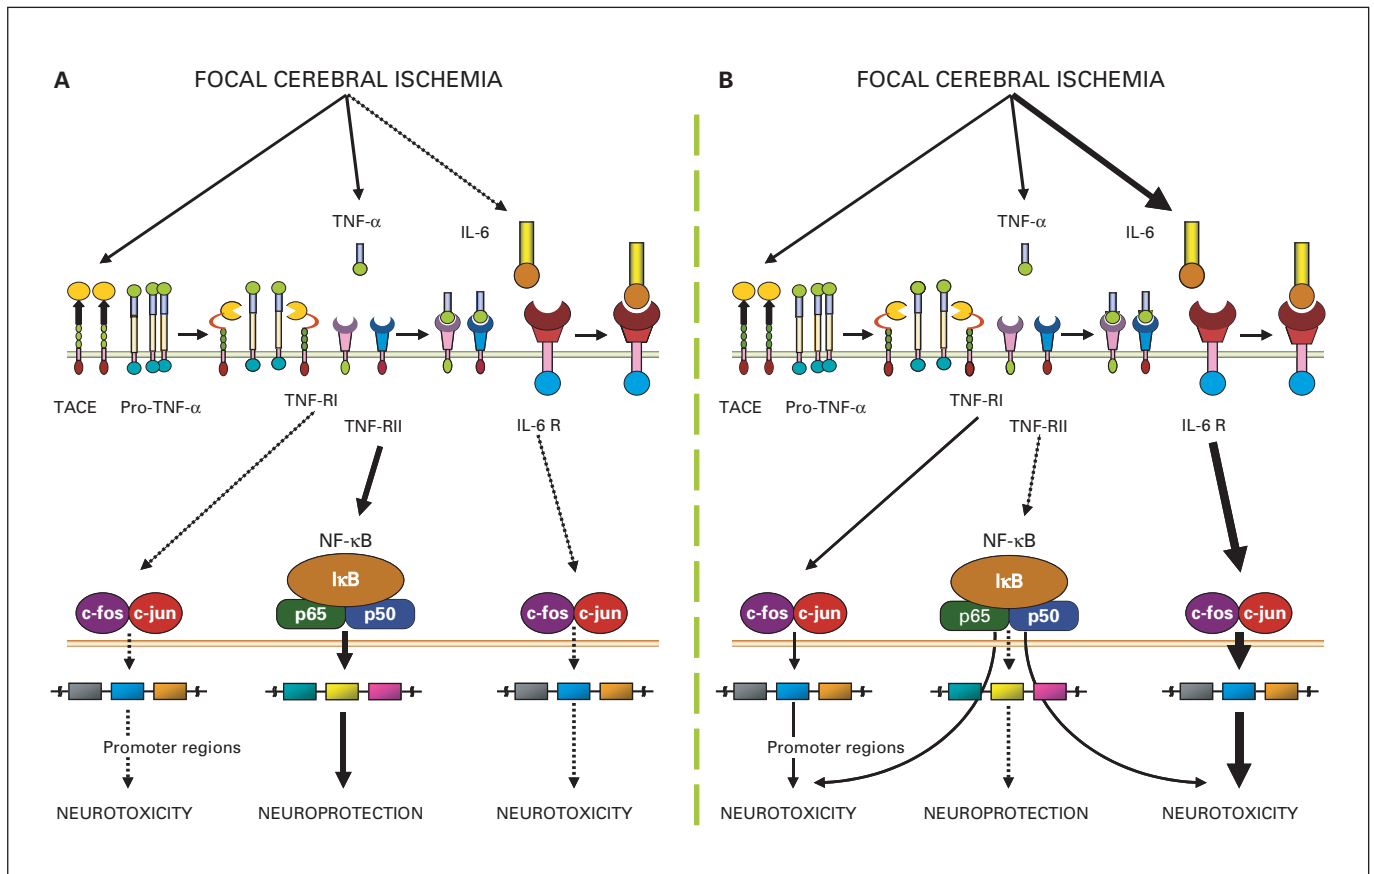 A
FOCAL CEREBRAL ISCHEMIA
TNF-α
IL-6
TACE
Pro-TNF-α
TNF-RI
TNF-RII
IL-6 R
NF-κB
IκB
p65
p50
c-fos
c-jun
c-fos
c-jun
Promoter regions
NEUROTOXICITY
NEUROPROTECTION
NEUROTOXICITY
B
FOCAL CEREBRAL ISCHEMIA
TNF-α
IL-6
TACE
Pro-TNF-α
TNF-RI
TNF-RII
IL-6 R
NF-κB
IκB
p65
p50
c-fos
c-jun
c-fos
c-jun
Promoter regions
NEUROTOXICITY
NEUROPROTECTION
NEUROTOXICITY